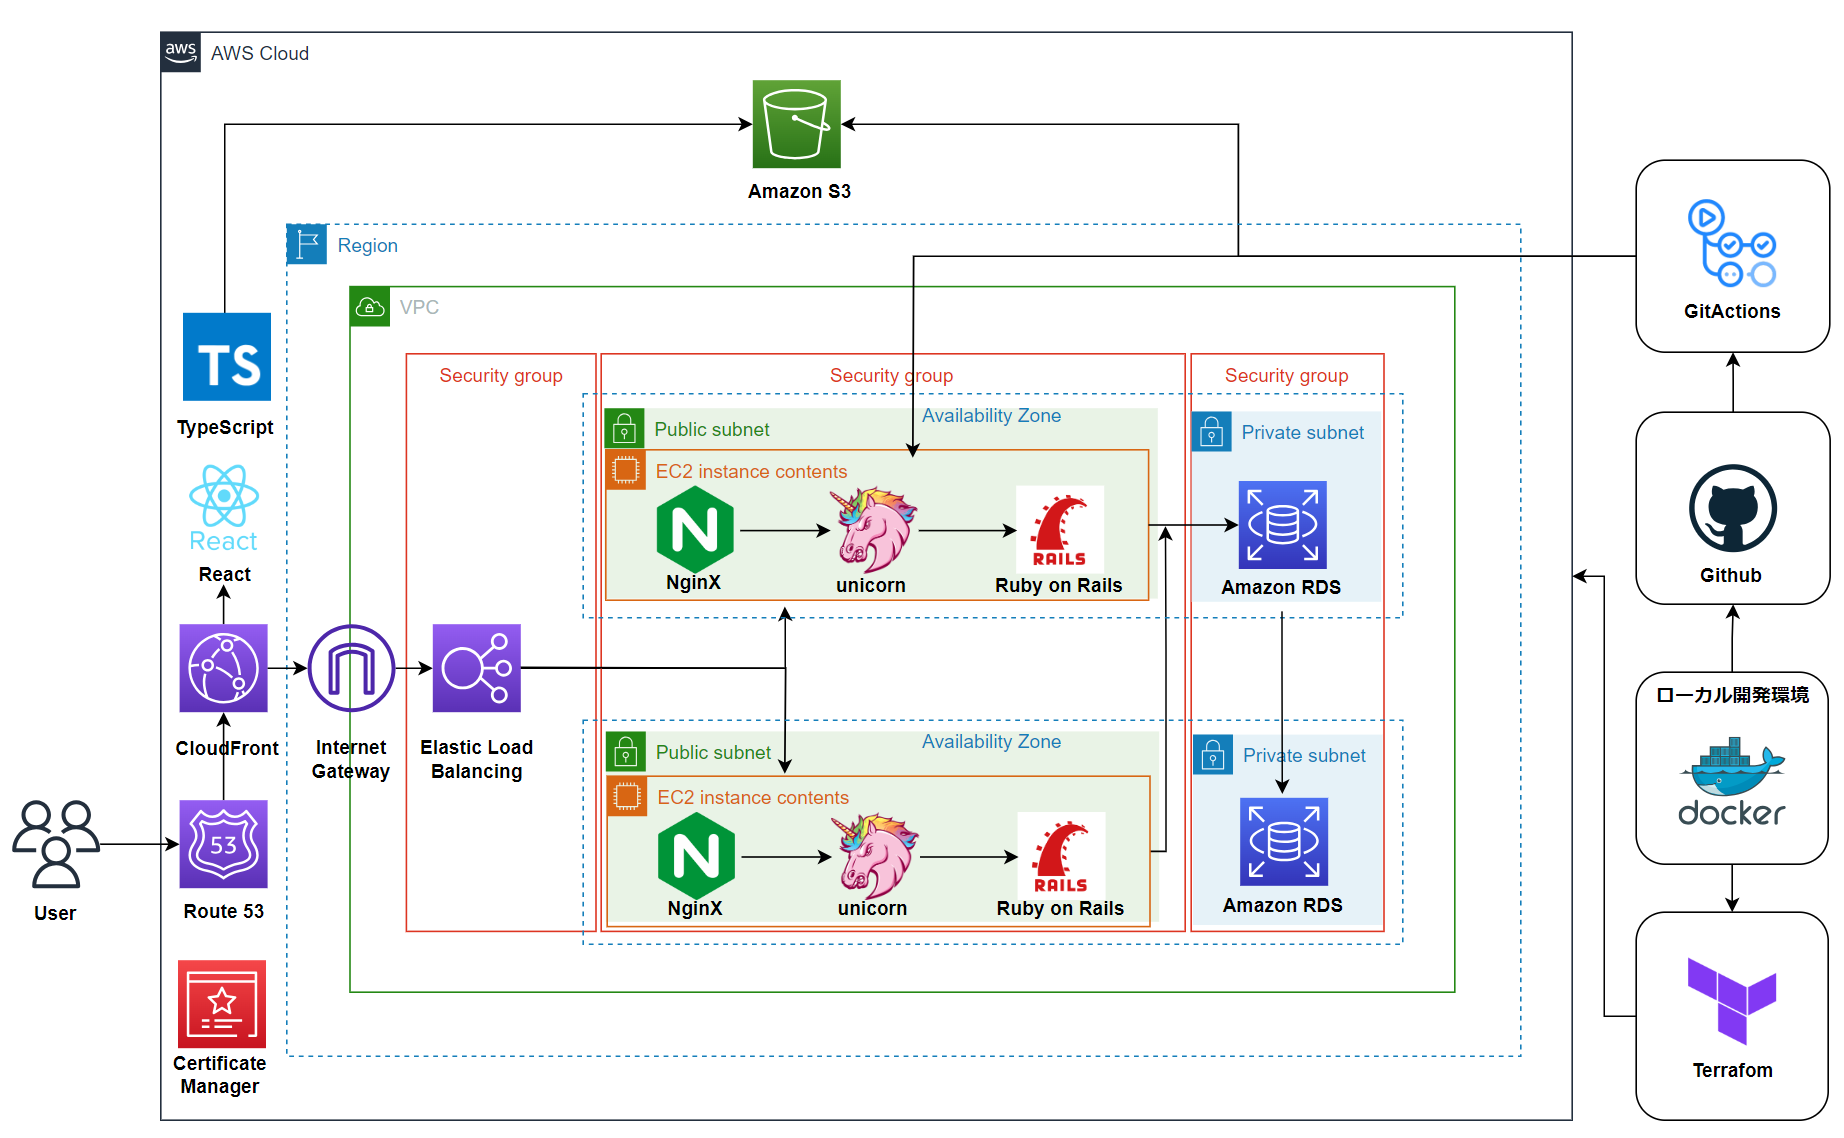 aws
AWS Cloud
Amazon S3
Region
VPC
TS
TypeScript
React
React
CloudFront
Internet
Gateway
Elastic Load
Balancing
User
53
Route 53
Certificate
Manager
Security group
Security group
Security group
Availability Zone
Public subnet
Private subnet
EC2 instance contents
N
NginX
unicorn
RAILS
Ruby on Rails
Amazon RDS
Availability Zone
Public subnet
Private subnet
EC2 instance contents
N
NginX
unicorn
RAILS
Ruby on Rails
Amazon RDS
GitActions
Github
ローカル開発環境
docker
Terrafom